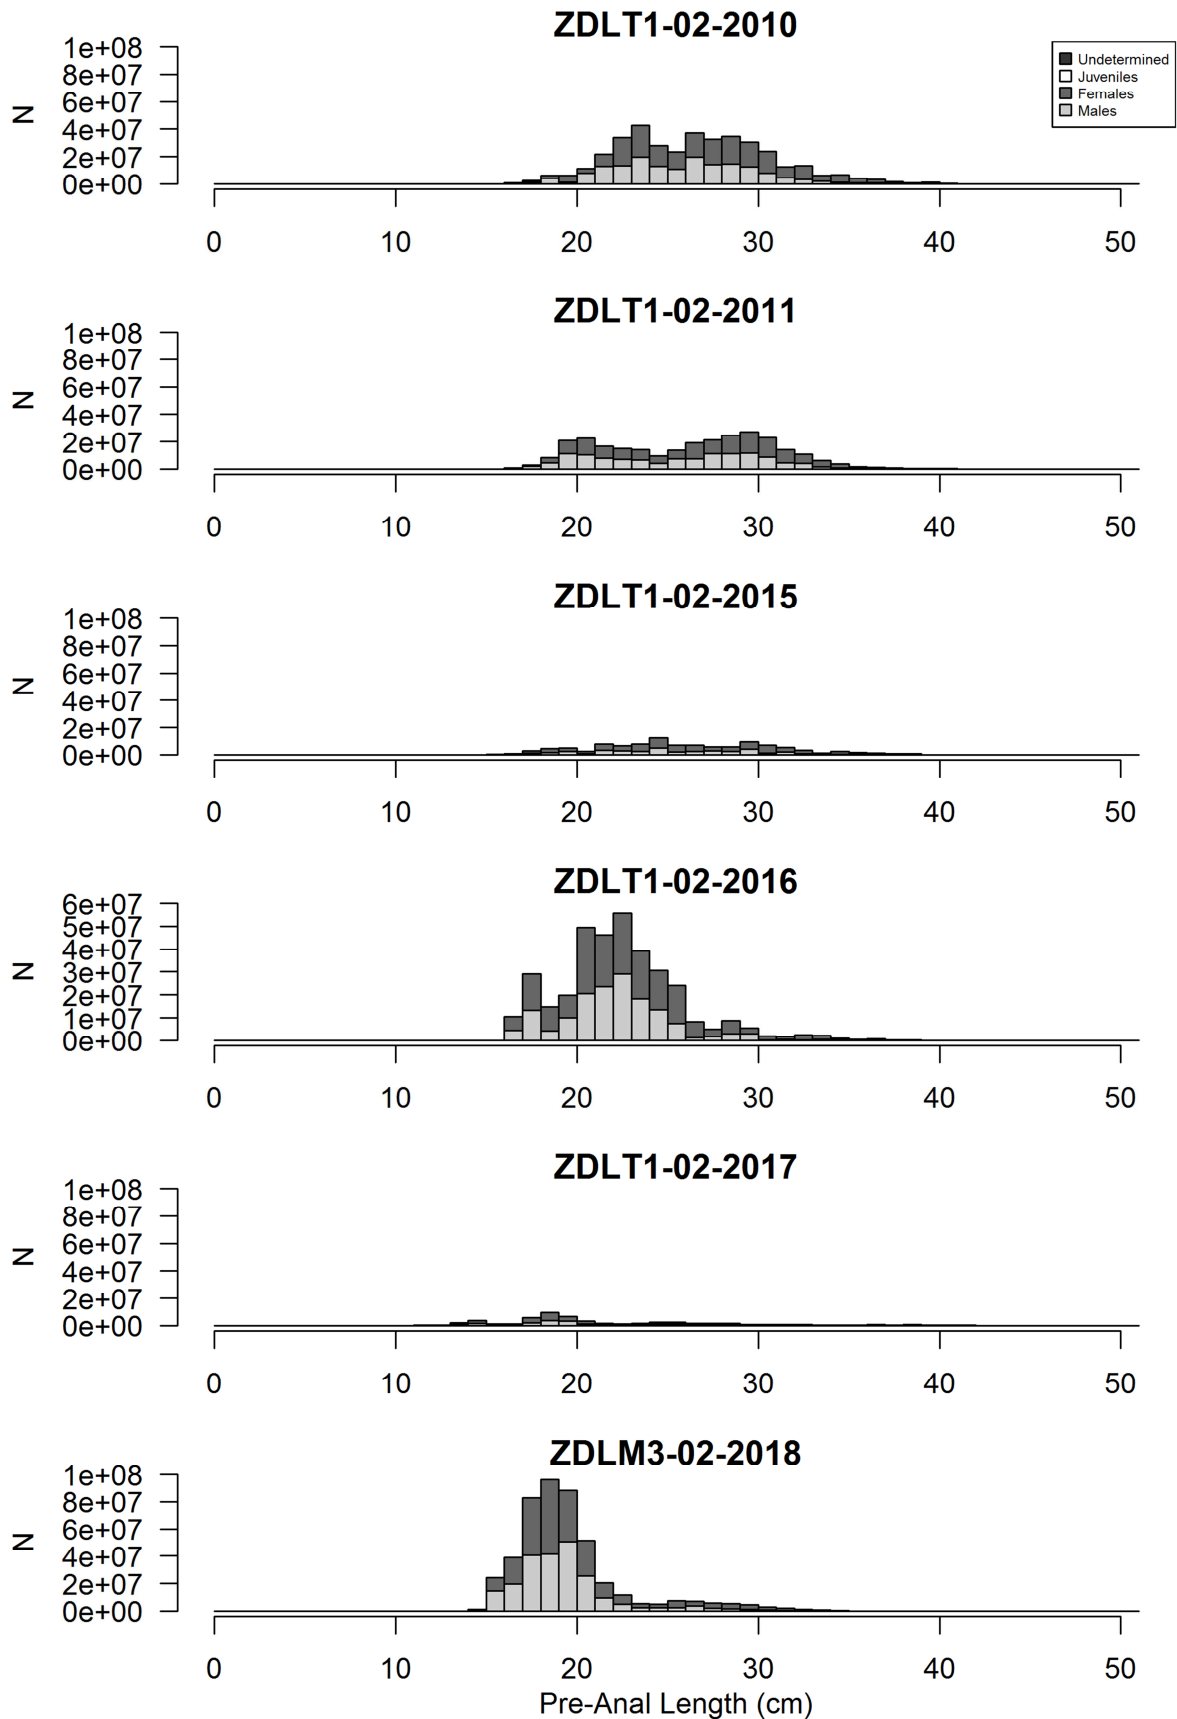 ZDLT1-02-2010
1e+08
8e+07
6e+07
4e+07
2e+07
0e+00
N
Undetermined
Juveniles
Females
Males
0 10 20 30 40 50
ZDLT1-02-2011
1e+08
8e+07
6e+07
4e+07
2e+07
0e+00
N
0 10 20 30 40 50
ZDLT1-02-2015
1e+08
8e+07
6e+07
4e+07
2e+07
0e+00
N
0 10 20 30 40 50
ZDLT1-02-2016
6e+07
5e+07
4e+07
3e+07
2e+07
1e+07
0e+00
N
0 10 20 30 40 50
ZDLT1-02-2017
1e+08
8e+07
6e+07
4e+07
2e+07
0e+00
N
0 10 20 30 40 50
ZDLM3-02-2018
1e+08
8e+07
6e+07
4e+07
2e+07
0e+00
N
0 10 20 30 40 50
Pre-Anal Length (cm)